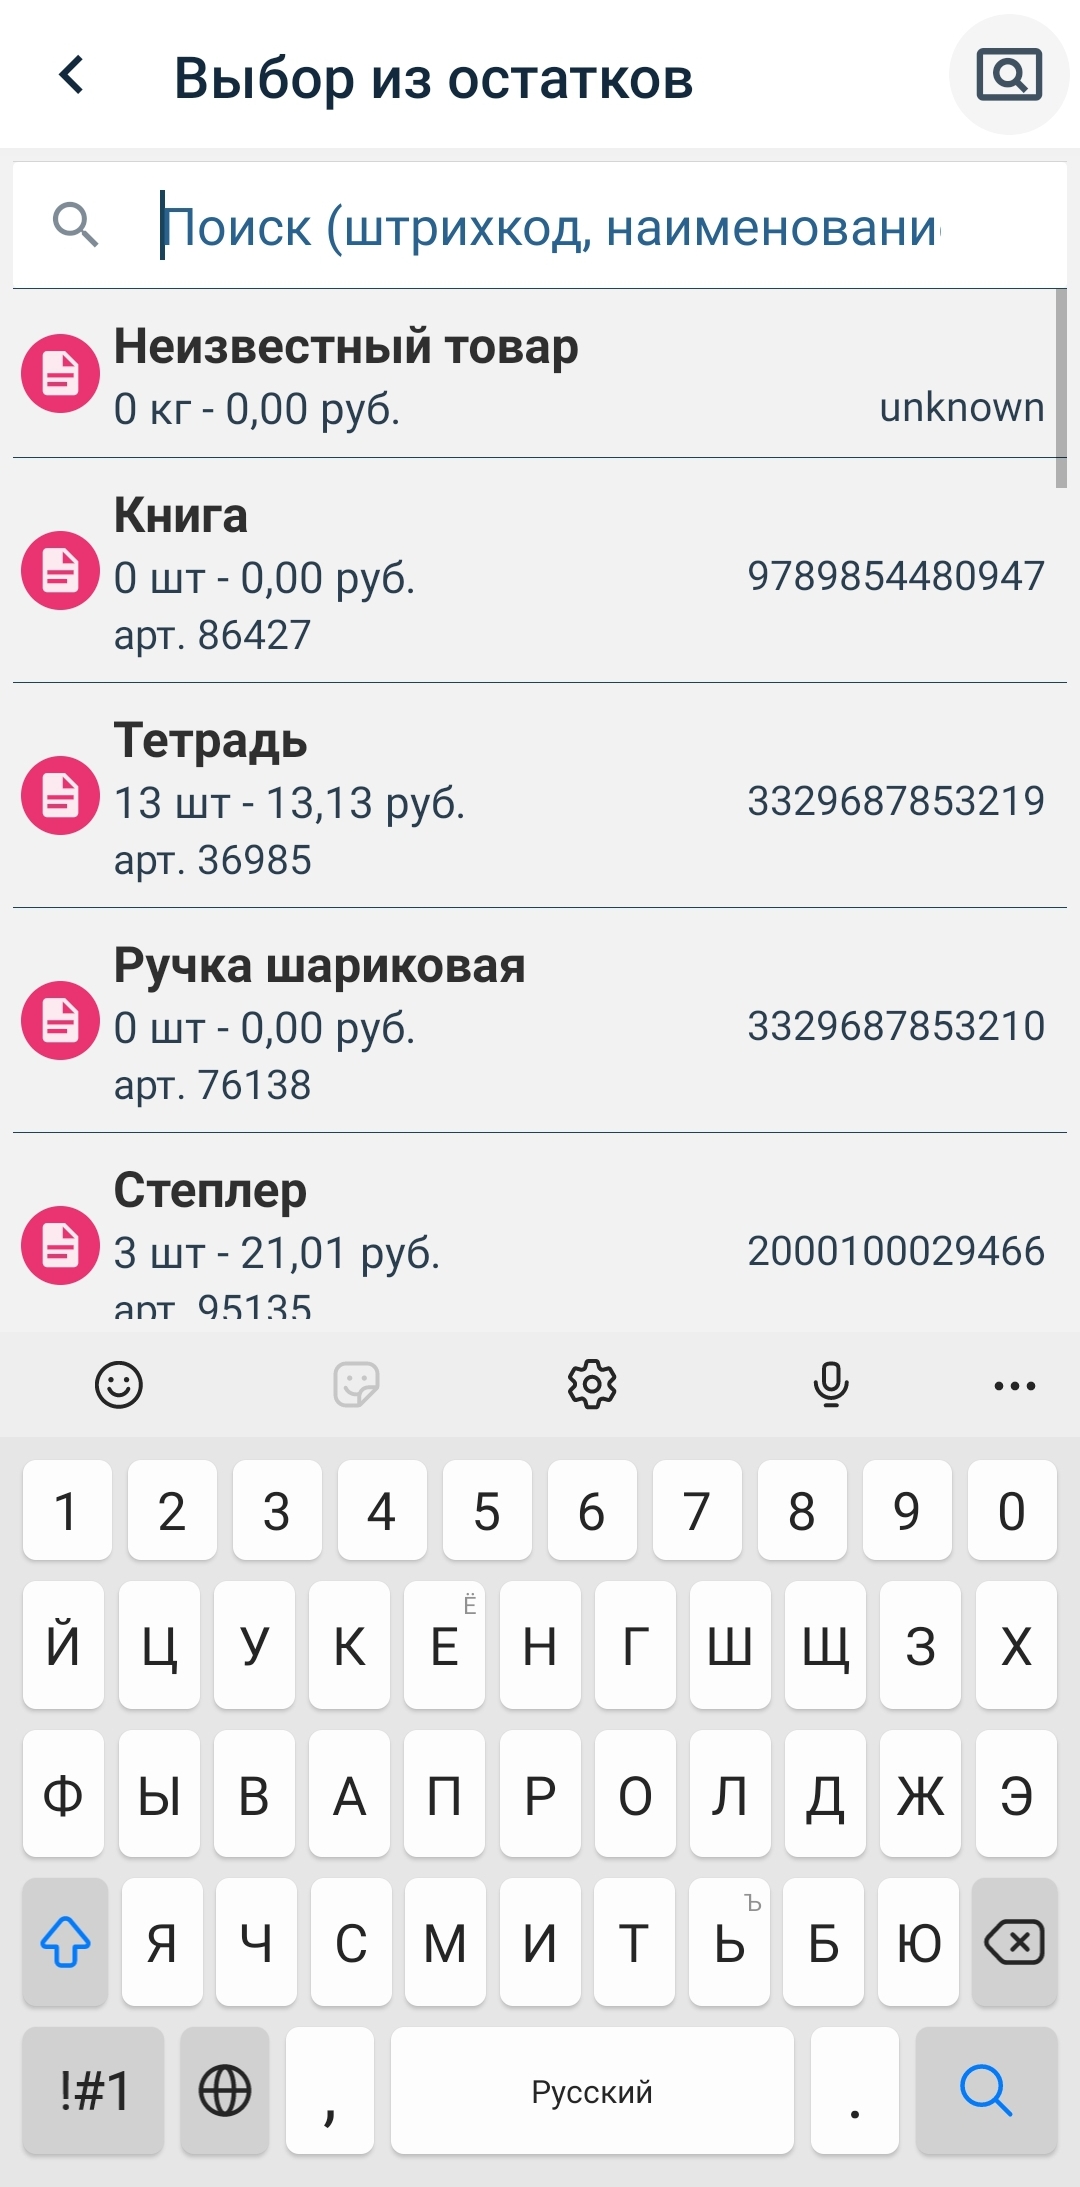 Выбор из остатков
Поиск (штрихкод, наименовани
Неизвестный товар
0 кг - 0,00 руб.
unknown
Книга
0 шт - 0,00 руб.
9789854480947
арт. 86427
Тетрадь
13 шт - 13,13 руб.
3329687853219
арт. 36985
Ручка шариковая
0 шт - 0,00 руб.
3329687853210
арт. 76138
Степлер
3 шт - 21,01 руб.
2000100029466
арт. 95135
1 2 3 4 5 6 7 8 9 0
Ё
Й Ц У К Е Н Г Ш Щ З Х
Ф Ы В А П Р О Л Д Ж Э
Ъ
Я Ч С М И Т Ь Б Ю
!#1 , Русский .